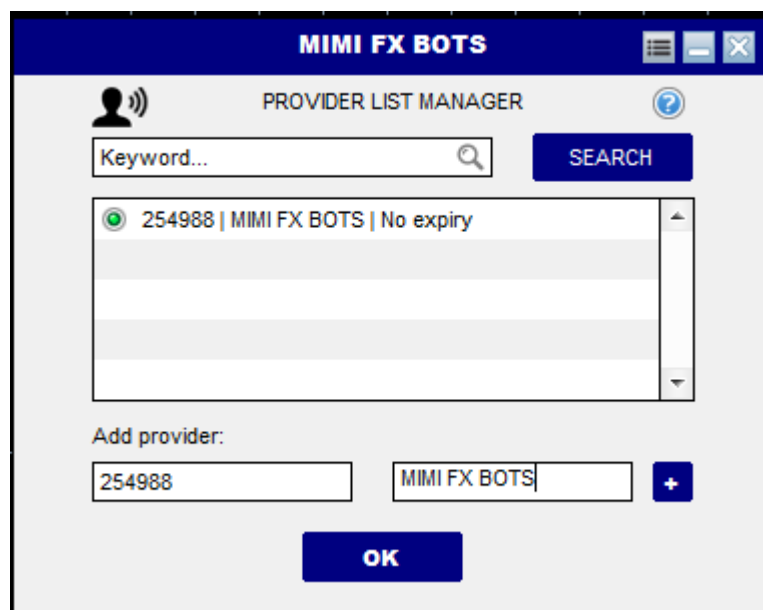 MIMI FX BOTS
PROVIDER LIST MANAGER
Keyword...
SEARCH
254988 | MIMI FX BOTS | No expiry
Add provider:
254988
MIMI FX BOTS
+
OK